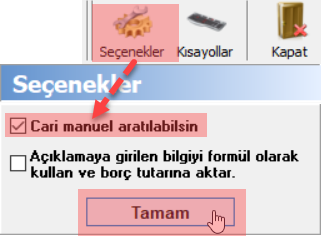 Seçenekler Kısayollar Kapat
Seçenekler
Cari manuel aratılabilsin
Açıklamaya girilen bilgiyi formül olarak
kullan ve borç tutarına aktar.
Tamam